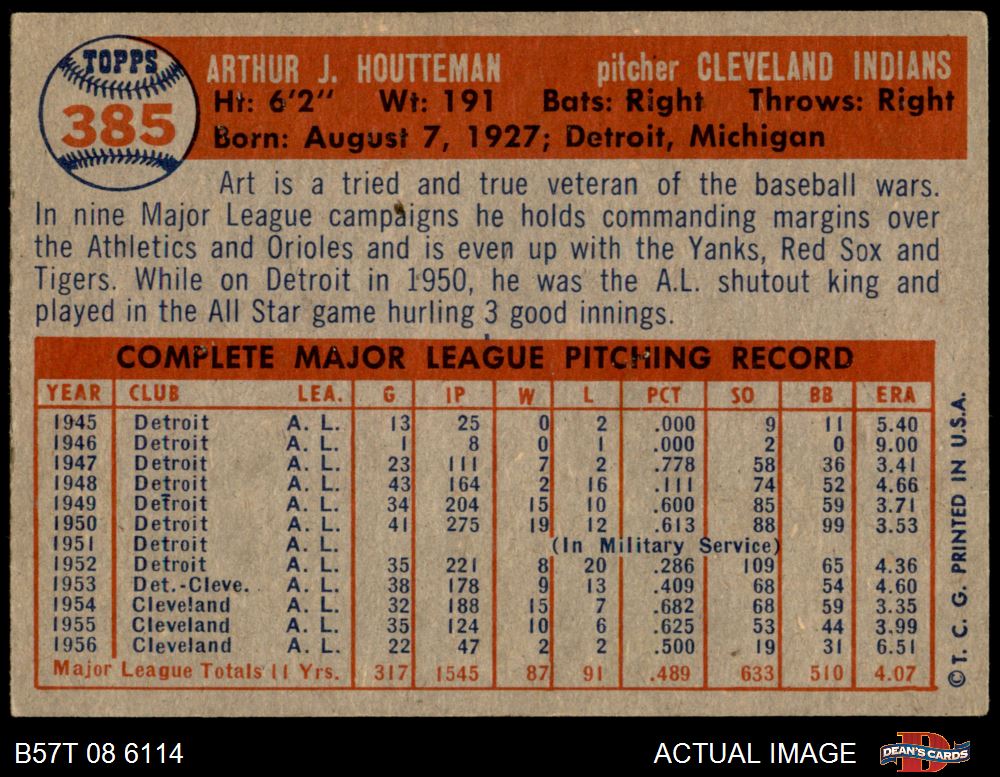 TOPPS
385
ARTHUR J. HOUTTEMAN pitcher CLEVELAND INDIANS
Ht: 6'2" Wt: 191 Bats: Right Throws: Right
Born: August 7, 1927; Detroit, Michigan
Art is a tried and true veteran of the baseball wars.
In nine Major League campaigns he holds commanding margins over
the Athletics and Orioles and is even up with the Yanks, Red Sox and
Tigers. While on Detroit in 1950, he was the A.L. shutout king and
played in the All Star game hurling 3 good innings.
COMPLETE MAJOR LEAGUE PITCHING RECORD
YEAR CLUB LEA. G IP W L PCT SO BB ERA
1945 Detroit A. L. 13 25 0 2 .000 9 11 5.40
1946 Detroit A. L. 1 8 0 1 .000 2 0 9.00
1947 Detroit A. L. 23 111 7 2 .778 58 36 3.41
1948 Detroit A. L. 43 164 2 16 .111 74 52 4.66
1949 Detroit A. L. 34 204 15 10 .600 85 59 3.71
1950 Detroit A. L. 41 275 19 12 .613 88 99 3.53
1951 Detroit A. L. (In Military Service)
1952 Detroit A. L. 35 221 8 20 .286 109 65 4.36
1953 Det.-Cleve. A. L. 38 178 9 13 .409 68 54 4.60
1954 Cleveland A. L. 32 188 15 7 .682 68 59 3.35
1955 Cleveland A. L. 35 124 10 6 .625 53 44 3.99
1956 Cleveland A. L. 22 47 2 2 .500 19 31 6.51
Major League Totals 11 Yrs. 317 1545 87 91 .489 633 510 4.07
© T. C. G. PRINTED IN U.S.A.
B57T 08 6114 ACTUAL IMAGE
DEAN'S CARDS